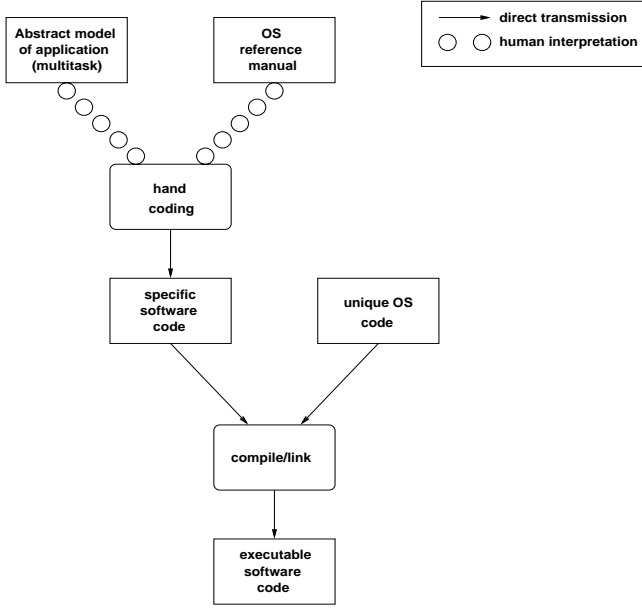 Abstract model
of application
(multitask)
OS
reference
manual
direct transmission
human interpretation
hand
coding
specific
software
code
unique OS
code
compile/link
executable
software
code